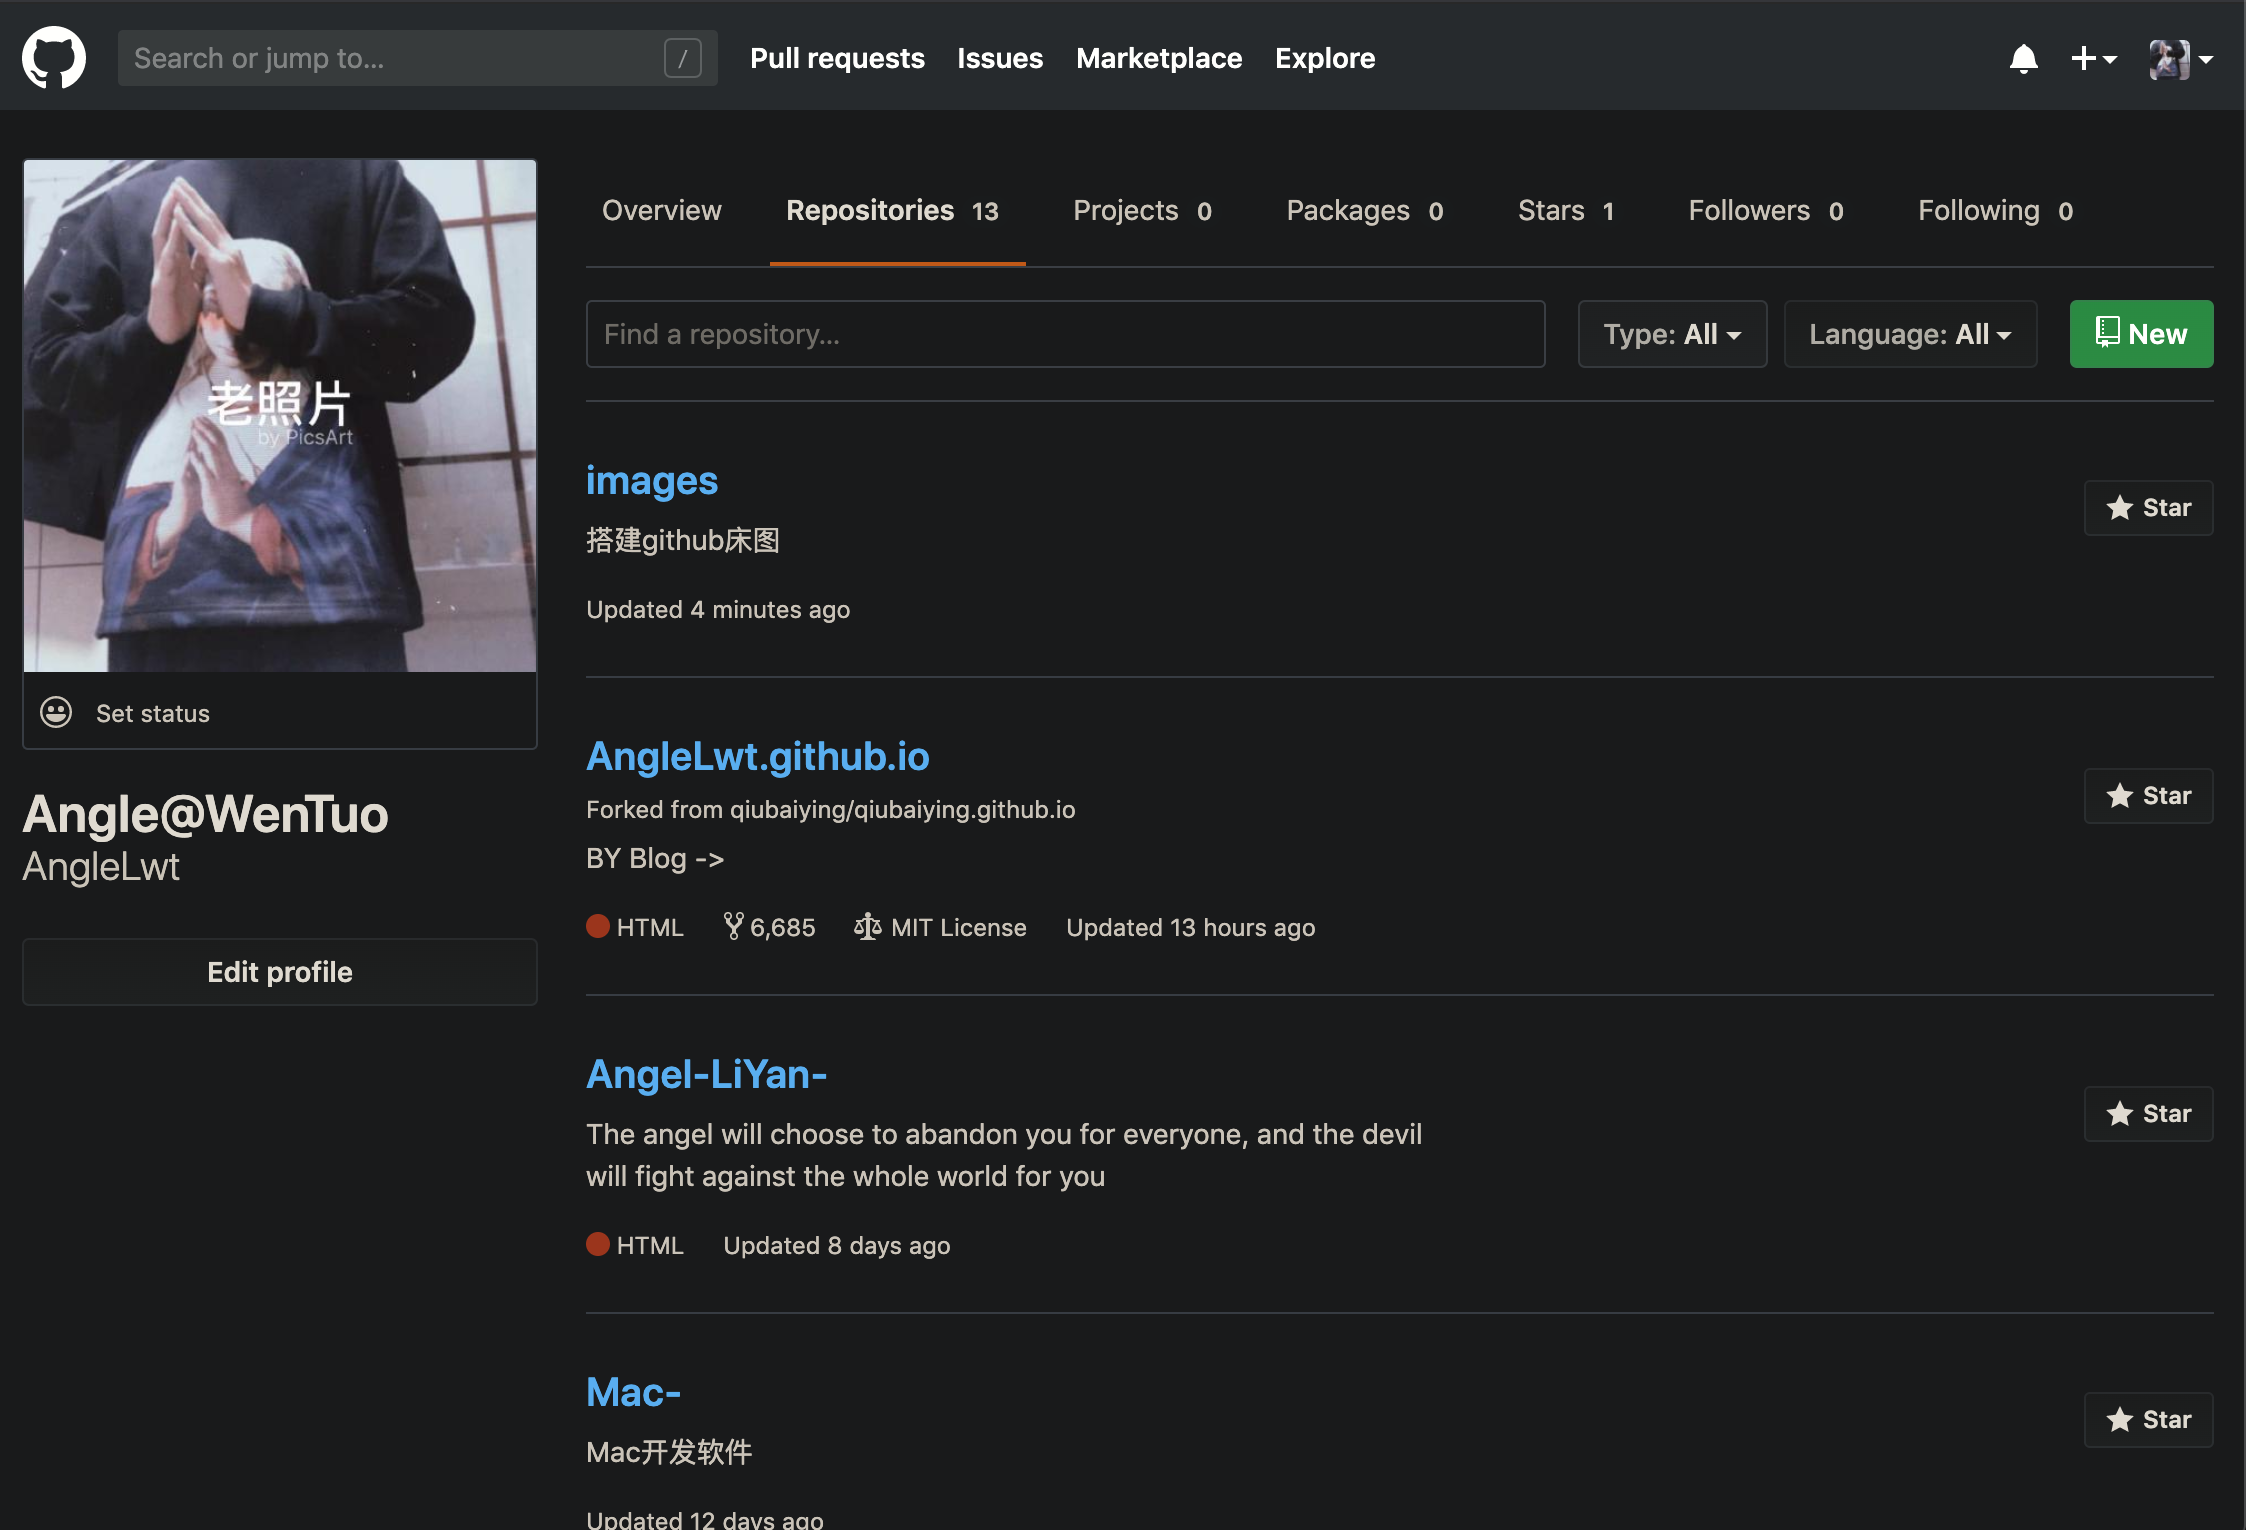 Search or jump to...
/
Pull requests
Issues
Marketplace
Explore
老照片
by PicsArt
Set status
Angle@WenTuo
AngleLwt
Edit profile
Overview
Repositories 13
Projects 0
Packages 0
Stars 1
Followers 0
Following 0
Find a repository...
Type: All
Language: All
New
images
Star
搭建github床图
Updated 4 minutes ago
AngleLwt.github.io
Star
Forked from qiubaiying/qiubaiying.github.io
BY Blog ->
HTML 6,685 MIT License Updated 13 hours ago
Angel-LiYan-
Star
The angel will choose to abandon you for everyone, and the devil
will fight against the whole world for you
HTML Updated 8 days ago
Mac-
Star
Mac开发软件
Updated 12 days ago